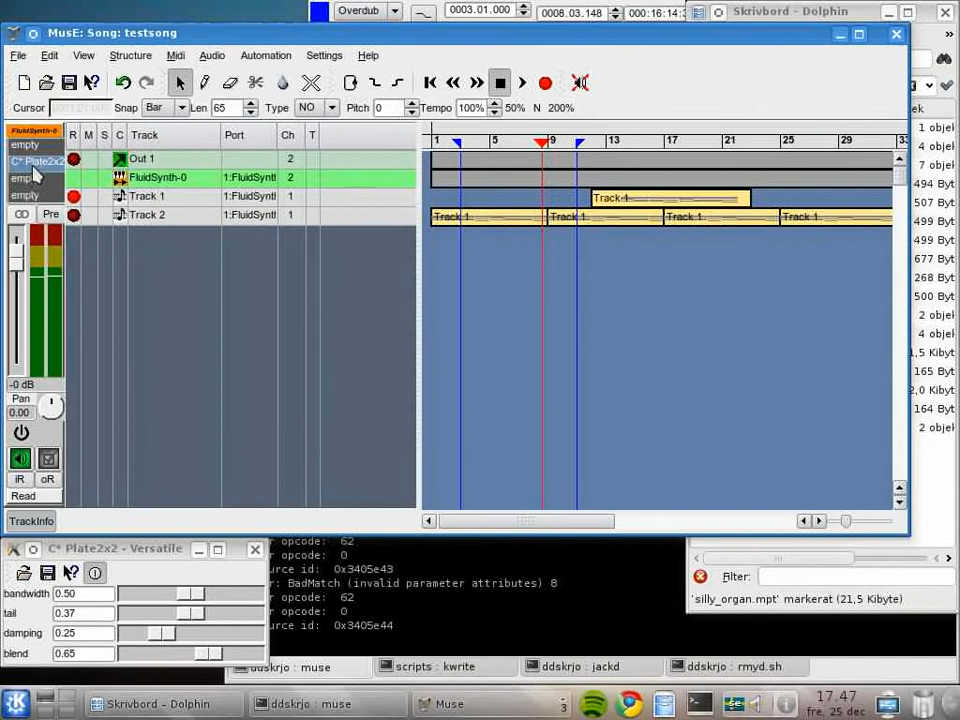 Overdub 0003.01.000 0008.03.148 000:16:14: Skrivbord - Dolphin
MusE: Song: testsong
File Edit View Structure Midi Audio Automation Settings Help
Cursor Snap Bar Len 65 Type NO Pitch 0 Tempo 100% 50% N 200%
FluidSynth-0 R M S C Track Port Ch T 1 5 9 13 17 21 25 29 33
empty
C* Plate2x2
empty
empty
Pre
Out 1 2
FluidSynth-0 1:FluidSyntl 2
Track 1 1:FluidSyntl 1 Track 1
Track 2 1:FluidSyntl 1 Track 1 Track 1 Track 1 Track 1
-0 dB
Pan
0.00
iR oR
Read
TrackInfo
1 objek
4 objek
7 objek
494 Byt
507 Byt
499 Byt
499 Byt
677 Byt
268 Byt
500 Byt
2 objek
4 objek
1,5 Kibyt
165 Byt
2,0 Kibyt
164 Byt
2 objek
C* Plate2x2 - Versatile
bandwidth 0.50
tail 0.37
damping 0.25
blend 0.65
r opcode: 62
r opcode: 0
ource id: 0x3405e43
r: BadMatch (invalid parameter attributes) 8
r opcode: 62
r opcode: 0
ource id: 0x3405e44
Filter:
'silly_organ.mpt' markerat (21,5 Kibyte)
ddskrjo : muse scripts : kwrite ddskrjo : jackd ddskrjo : rmyd.sh
Skrivbord - Dolphin ddskrjo : muse Muse 3 17.47
fre, 25 dec